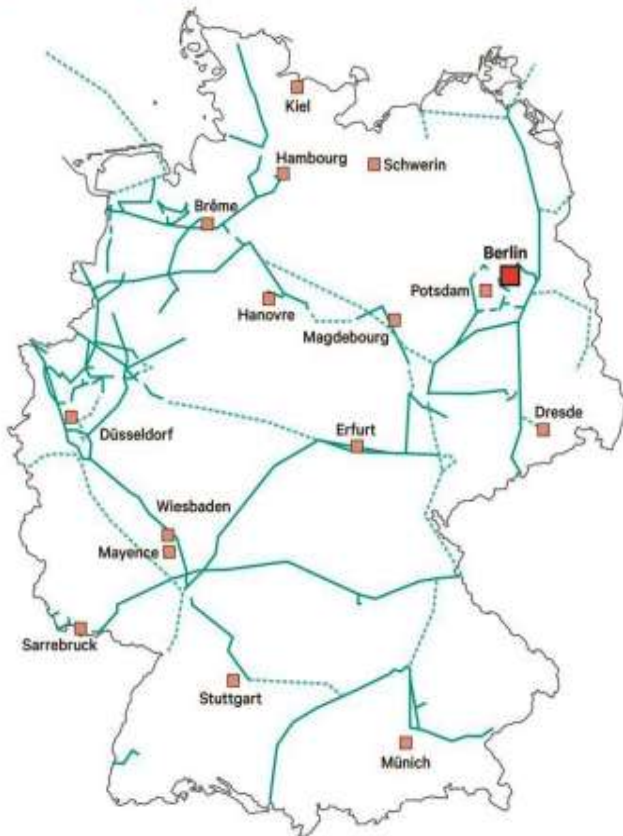 Kiel
Hambourg
Schwerin
Brême
Berlin
Potsdam
Hanovre
Magdebourg
Düsseldorf
Erfurt
Dresde
Wiesbaden
Mayence
Sarrebruck
Stuttgart
Münich